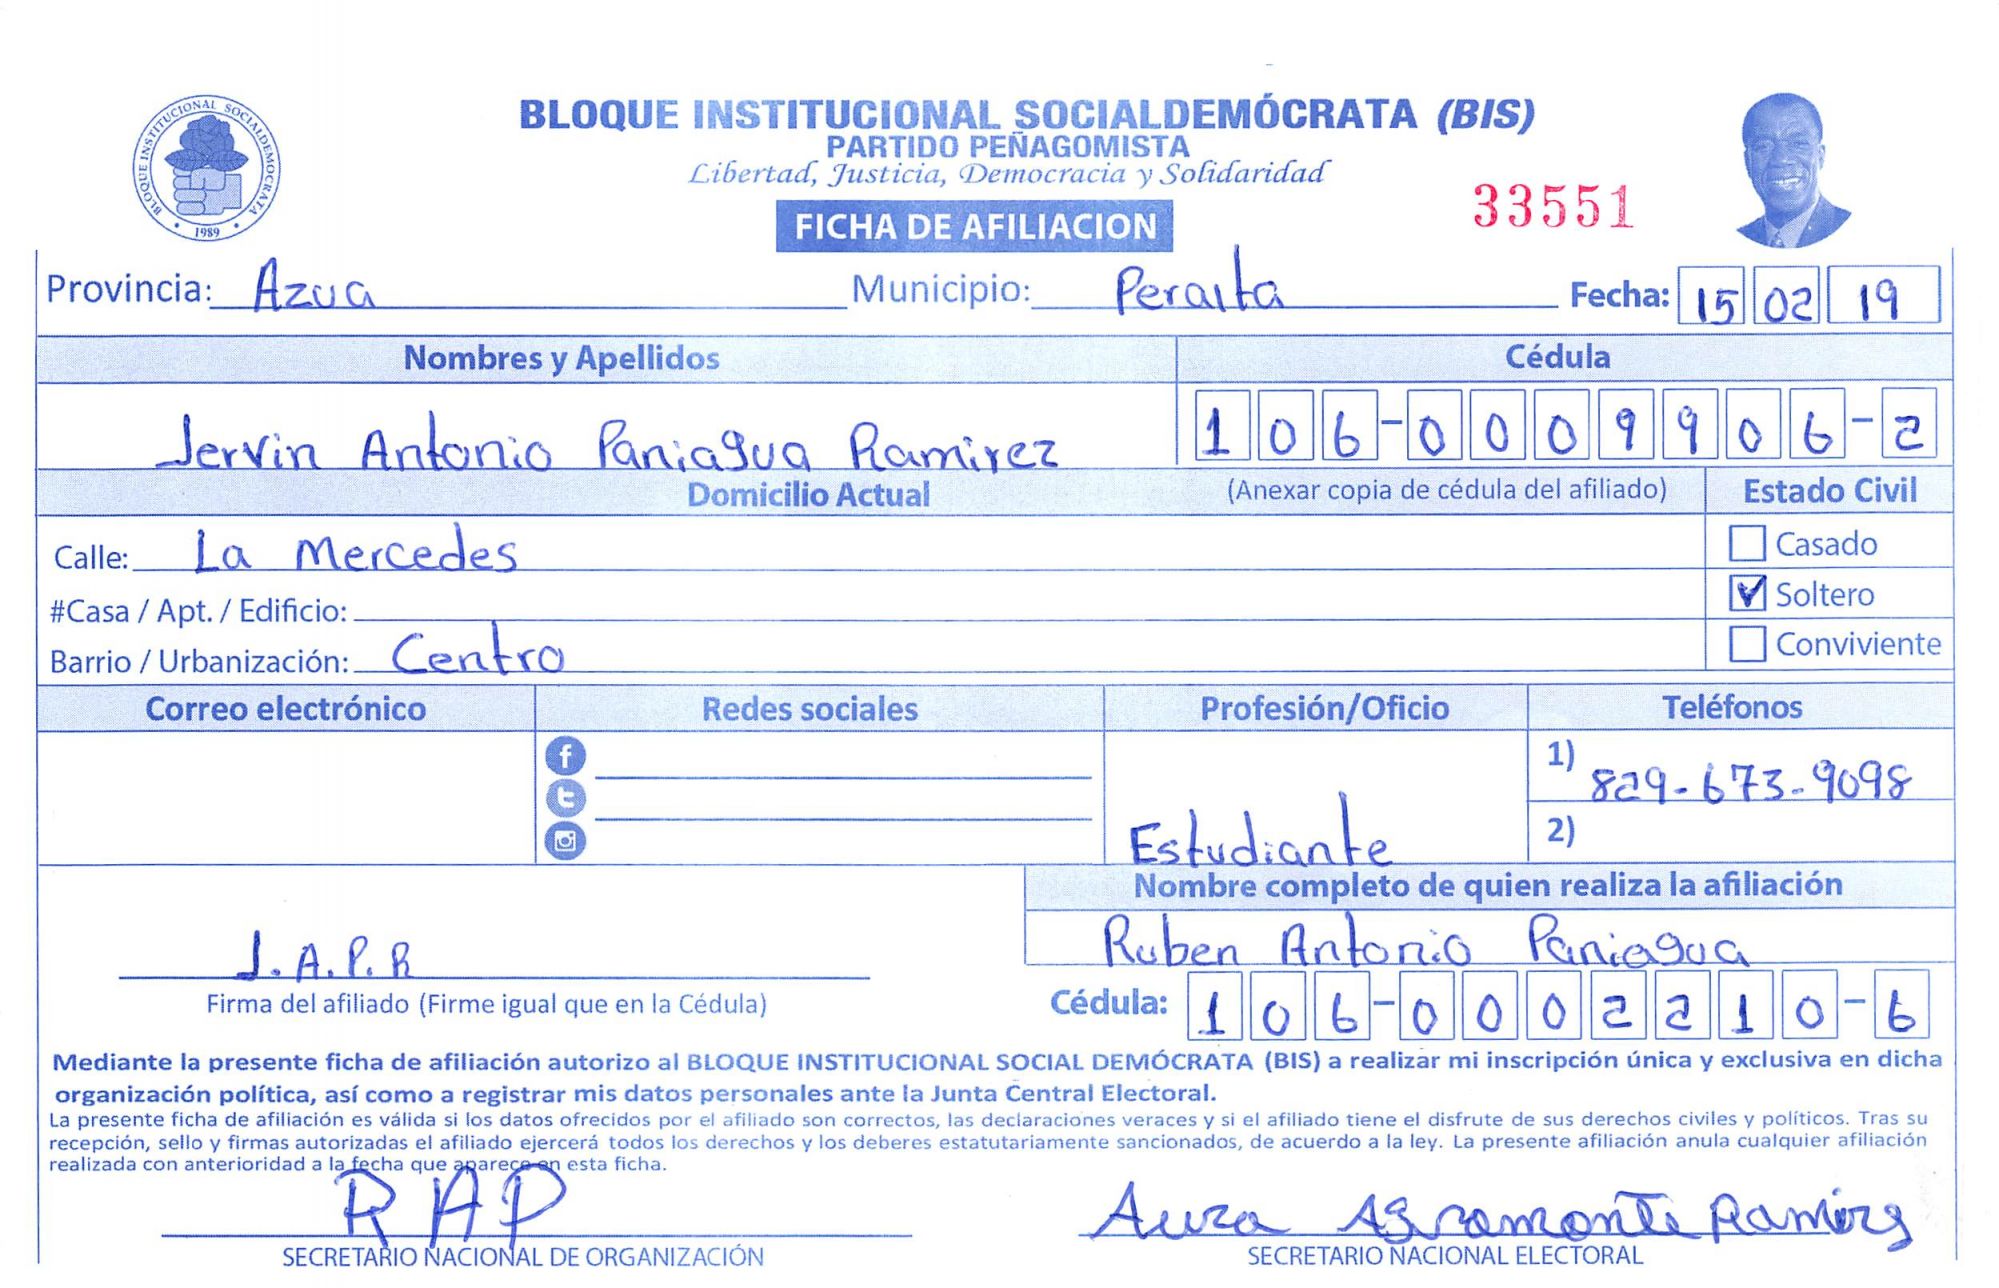 BLOQUE INSTITUCIONAL SOCIALDEMOCRATA
1989
BLOQUE INSTITUCIONAL SOCIALDEMÓCRATA (BIS)
PARTIDO PEÑAGOMISTA
Libertad, Justicia, Democracia y Solidaridad
FICHA DE AFILIACION
33551
Provincia: Azua Municipio: Peralta Fecha: 15 02 19
Nombres y Apellidos Cédula
Jervin Antonio Paniagua Ramirez 106-0009906-2
Domicilio Actual (Anexar copia de cédula del afiliado) Estado Civil
Calle: La Mercedes Casado
#Casa / Apt. / Edificio: Soltero
Barrio / Urbanización: Centro Conviviente
Correo electrónico Redes sociales Profesión/Oficio Teléfonos
1) 829-673-9098
Estudiante 2)
Nombre completo de quien realiza la afiliación
Ruben Antonio Paniagua
J.A.P.R
Firma del afiliado (Firme igual que en la Cédula) Cédula: 106-0002210-6
Mediante la presente ficha de afiliación autorizo al BLOQUE INSTITUCIONAL SOCIAL DEMÓCRATA (BIS) a realizar mi inscripción única y exclusiva en dicha
organización política, así como a registrar mis datos personales ante la Junta Central Electoral.
La presente ficha de afiliación es válida si los datos ofrecidos por el afiliado son correctos, las declaraciones veraces y si el afiliado tiene el disfrute de sus derechos civiles y políticos. Tras su
recepción, sello y firmas autorizadas el afiliado ejercerá todos los derechos y los deberes estatutariamente sancionados, de acuerdo a la ley. La presente afiliación anula cualquier afiliación
realizada con anterioridad a la fecha que aparece en esta ficha.
RAP Aura Agramonte Ramirez
SECRETARIO NACIONAL DE ORGANIZACIÓN SECRETARIO NACIONAL ELECTORAL